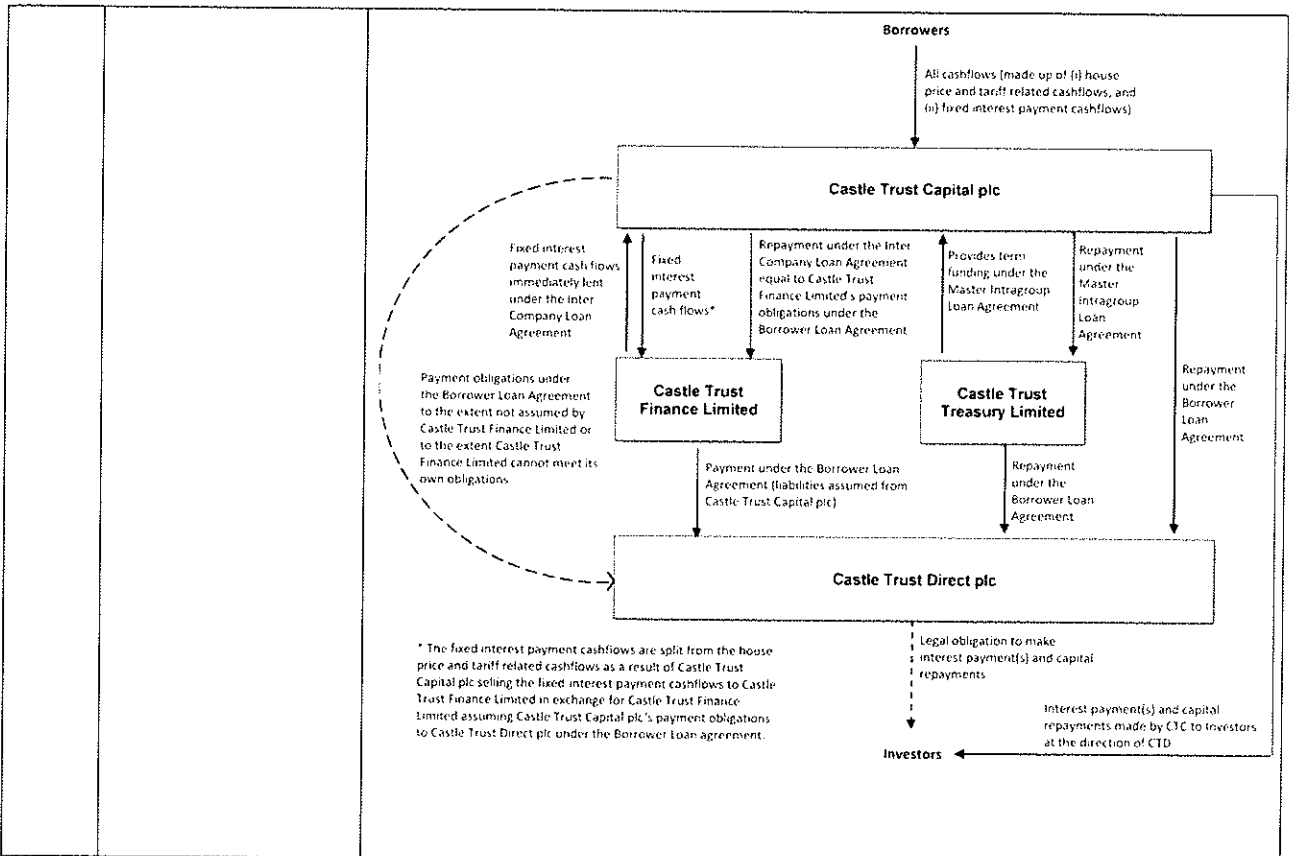 Borrowers
All cashflows (made up of (i) house
price and tariff related cashflows, and
(ii) fixed interest payment cashflows)
Castle Trust Capital plc
Fixed interest
payment cash flows
immediately lent
under the Inter
Company Loan
Agreement
Fixed
interest
payment
cash flows*
Repayment under the Inter
Company Loan Agreement
equal to Castle Trust
Finance Limited's payment
obligations under the
Borrower Loan Agreement
Provides term
funding under the
Master Intragroup
Loan Agreement
Repayment
under the
Master
Intragroup
Loan
Agreement
Repayment
under the
Borrower
Loan
Agreement
Payment obligations under
the Borrower Loan Agreement
to the extent not assumed by
Castle Trust Finance Limited or
to the extent Castle Trust
Finance Limited cannot meet its
own obligations
Castle Trust
Finance Limited
Castle Trust
Treasury Limited
Payment under the Borrower Loan
Agreement (liabilities assumed from
Castle Trust Capital plc)
Repayment
under the
Borrower Loan
Agreement
Castle Trust Direct plc
* The fixed interest payment cashflows are split from the house
price and tariff related cashflows as a result of Castle Trust
Capital plc selling the fixed interest payment cashflows to Castle
Trust Finance Limited in exchange for Castle Trust Finance
Limited assuming Castle Trust Capital plc's payment obligations
to Castle Trust Direct plc under the Borrower Loan agreement.
Legal obligation to make
interest payment(s) and capital
repayments
Interest payment(s) and capital
repayments made by CTC to Investors
at the direction of CTD
Investors